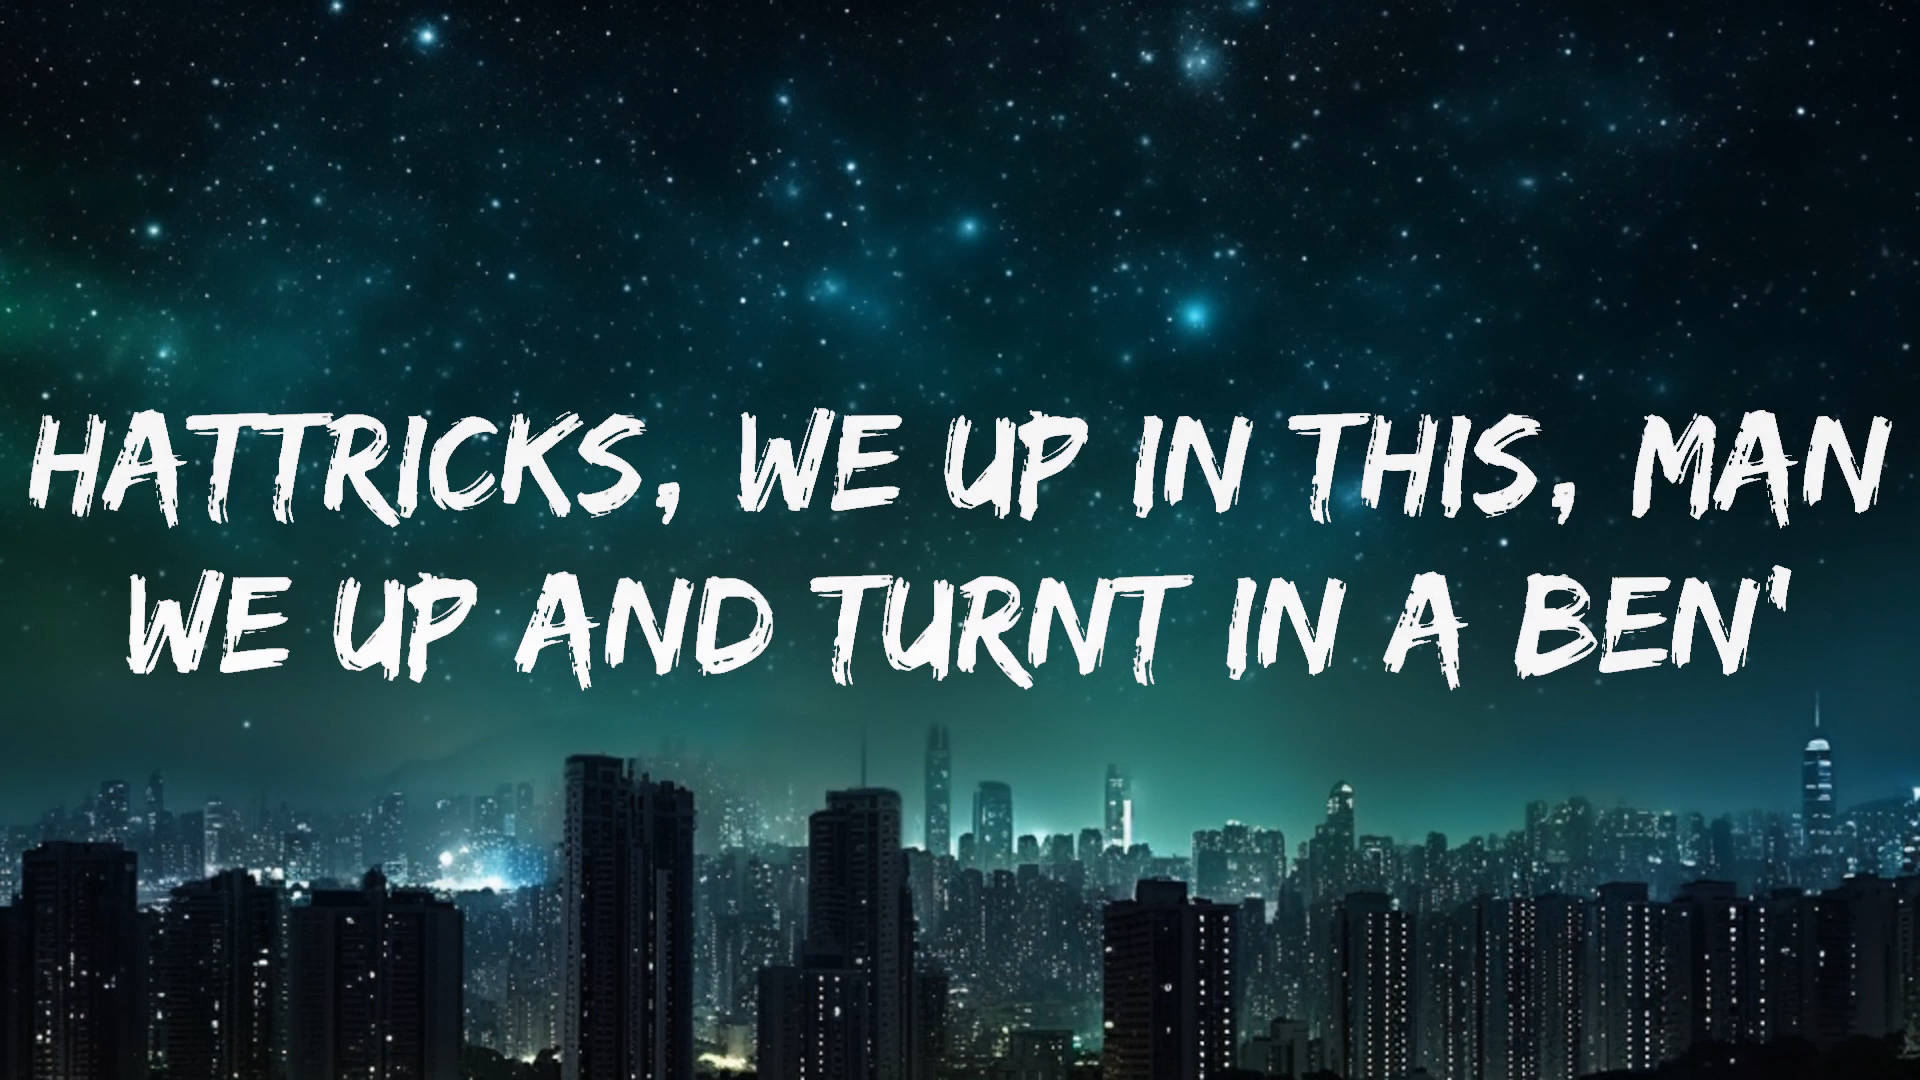 HATTRICKS, WE UP IN THIS, MAN
WE UP AND TURNT IN A BEN'